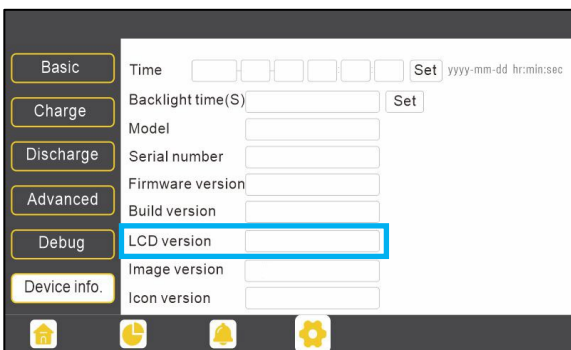 Basic
Charge
Discharge
Advanced
Debug
Device info.
Time Set yyyy-mm-dd hr:min:sec
Backlight time(S) Set
Model
Serial number
Firmware version
Build version
LCD version
Image version
Icon version